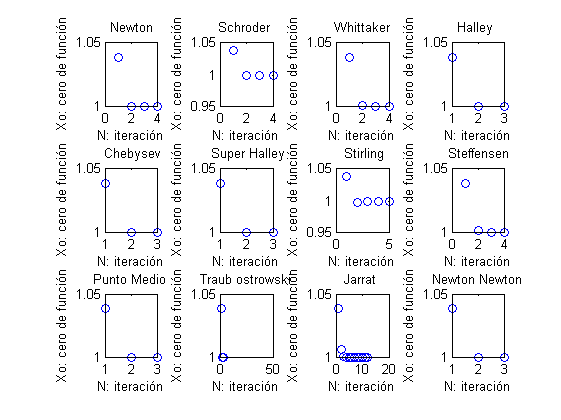 Newton
Schroder
Whittaker
Halley
Xo: cero de función
1.05
1
0 2 4
N: iteración
Xo: cero de función
1.05
1
0.95
0 2 4
N: iteración
Xo: cero de función
1.05
1
0 2 4
N: iteración
Xo: cero de función
1.05
1
1 2 3
N: iteración
Chebysev
Super Halley
Stirling
Steffensen
Xo: cero de función
1.05
1
1 2 3
N: iteración
Xo: cero de función
1.05
1
1 2 3
N: iteración
Xo: cero de función
1.05
1
0.95
0 5
N: iteración
Xo: cero de función
1.05
1
0 2 4
N: iteración
Punto Medio
Traub ostrowski
Jarrat
Newton Newton
Xo: cero de función
1.05
1
1 2 3
N: iteración
Xo: cero de función
1.05
1
0 50
N: iteración
Xo: cero de función
1.05
1
0 10 20
N: iteración
Xo: cero de función
1.05
1
1 2 3
N: iteración